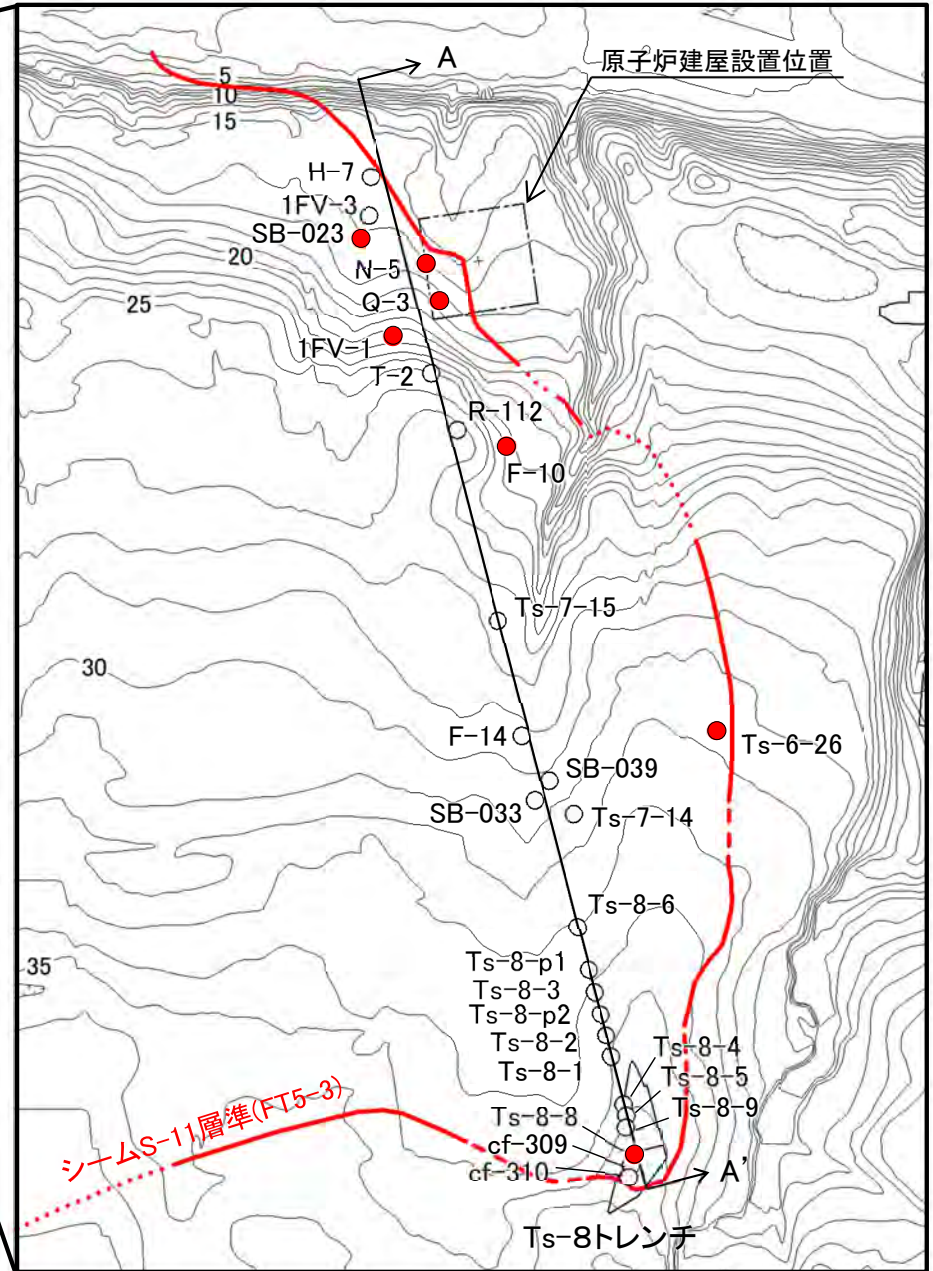 A
原子炉建屋設置位置
5
10
15
H-7
1FV-3
SB-023
20
N-5
25
Q-3
1FV-1
T-2
R-112
F-10
Ts-7-15
30
F-14
Ts-6-26
SB-039
SB-033
Ts-7-14
Ts-8-6
35
Ts-8-p1
Ts-8-3
Ts-8-p2
Ts-8-2
Ts-8-1
Ts-8-4
Ts-8-5
Ts-8-9
シームS-11層準(FT5-3)
Ts-8-8
cf-309
cf-310
A'
Ts-8トレンチ